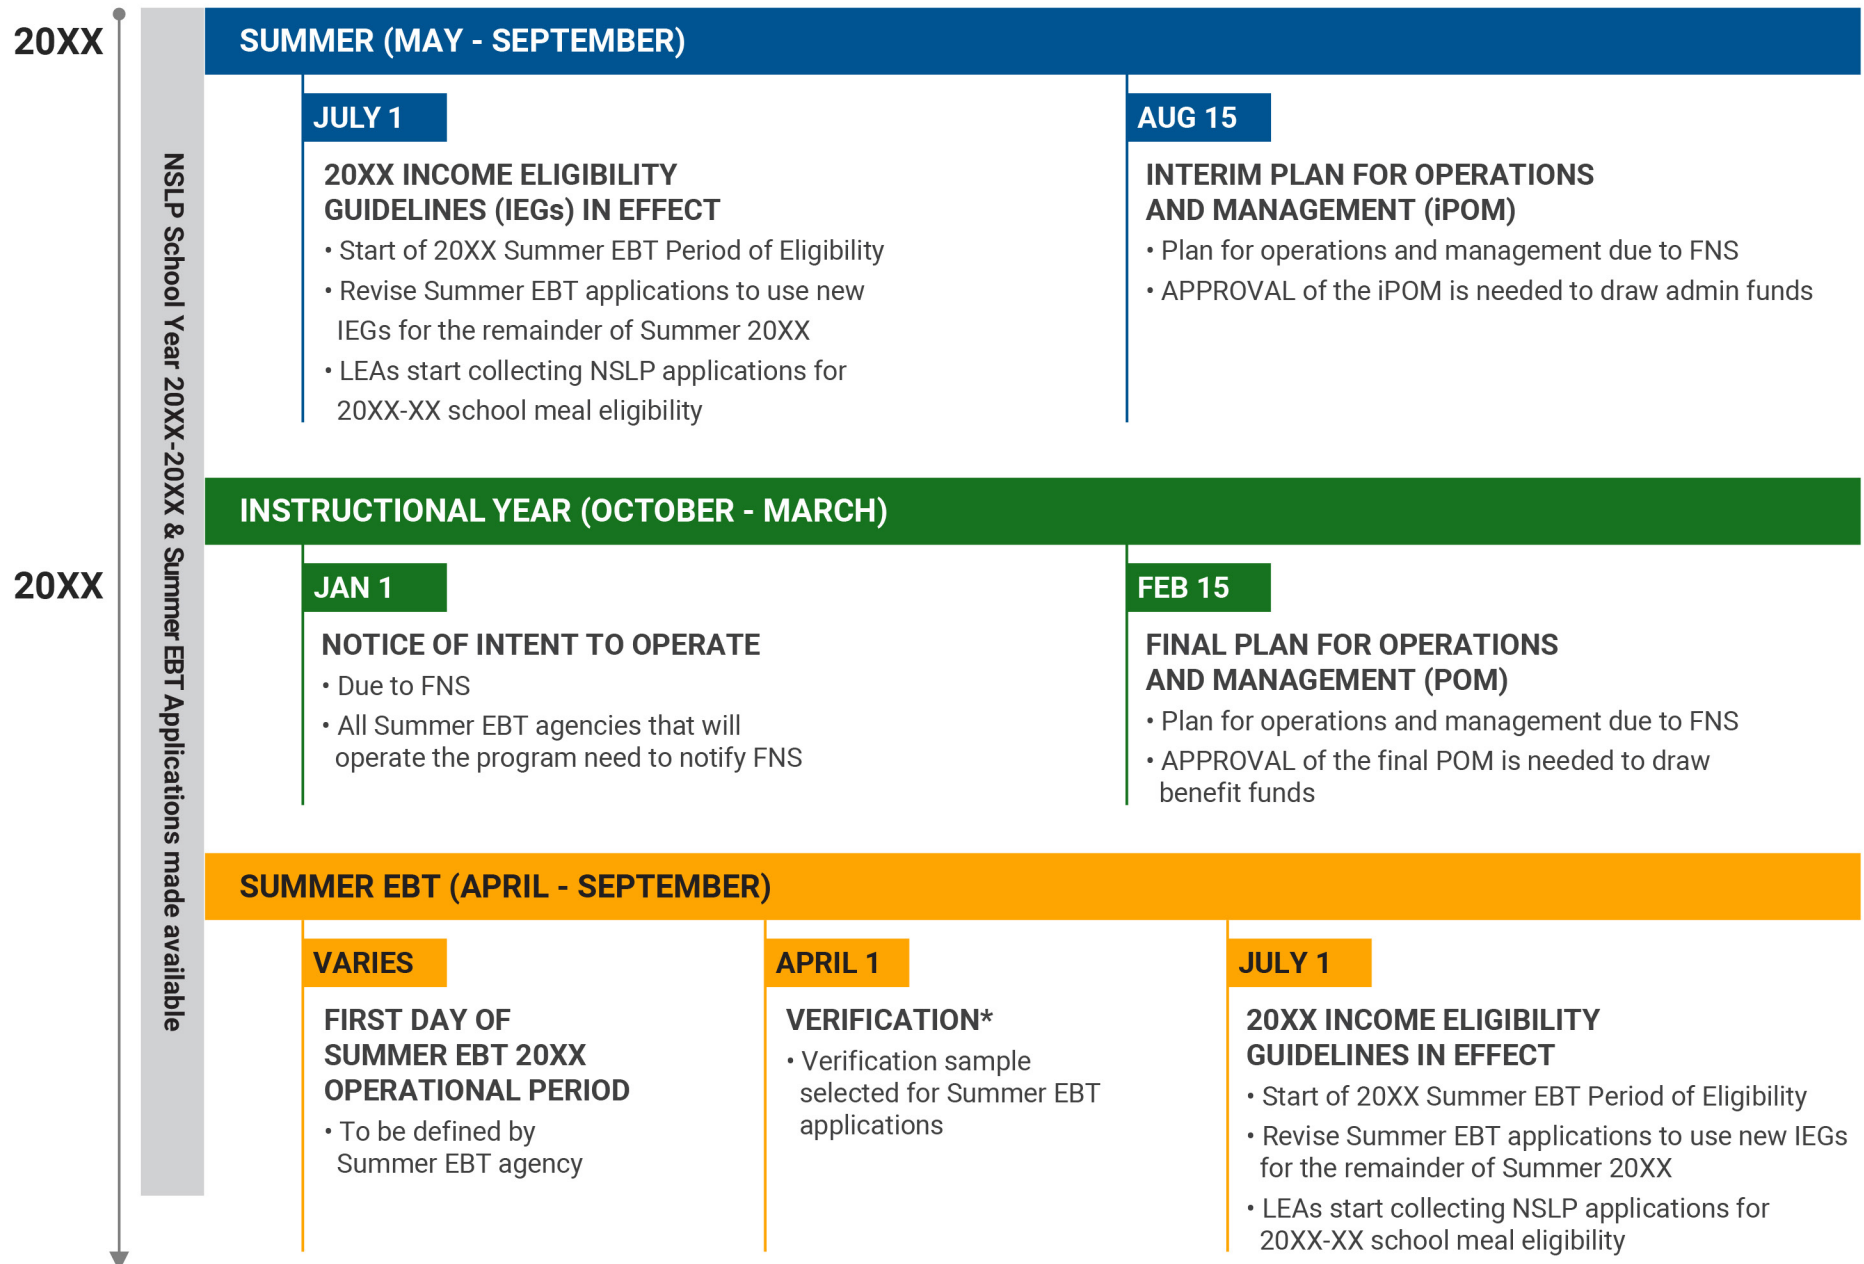 20XX
NSLP School Year 20XX-20XX & Summer EBT Applications made available
SUMMER (MAY - SEPTEMBER)
JULY 1
20XX INCOME ELIGIBILITY
GUIDELINES (IEGs) IN EFFECT
• Start of 20XX Summer EBT Period of Eligibility
• Revise Summer EBT applications to use new
IEGs for the remainder of Summer 20XX
• LEAs start collecting NSLP applications for
20XX-XX school meal eligibility
AUG 15
INTERIM PLAN FOR OPERATIONS
AND MANAGEMENT (iPOM)
• Plan for operations and management due to FNS
• APPROVAL of the iPOM is needed to draw admin funds
INSTRUCTIONAL YEAR (OCTOBER - MARCH)
20XX
JAN 1
NOTICE OF INTENT TO OPERATE
• Due to FNS
• All Summer EBT agencies that will
operate the program need to notify FNS
FEB 15
FINAL PLAN FOR OPERATIONS
AND MANAGEMENT (POM)
• Plan for operations and management due to FNS
• APPROVAL of the final POM is needed to draw
benefit funds
SUMMER EBT (APRIL - SEPTEMBER)
VARIES
FIRST DAY OF
SUMMER EBT 20XX
OPERATIONAL PERIOD
• To be defined by
Summer EBT agency
APRIL 1
VERIFICATION*
• Verification sample
selected for Summer EBT
applications
JULY 1
20XX INCOME ELIGIBILITY
GUIDELINES IN EFFECT
• Start of 20XX Summer EBT Period of Eligibility
• Revise Summer EBT applications to use new IEGs
for the remainder of Summer 20XX
• LEAs start collecting NSLP applications for
20XX-XX school meal eligibility